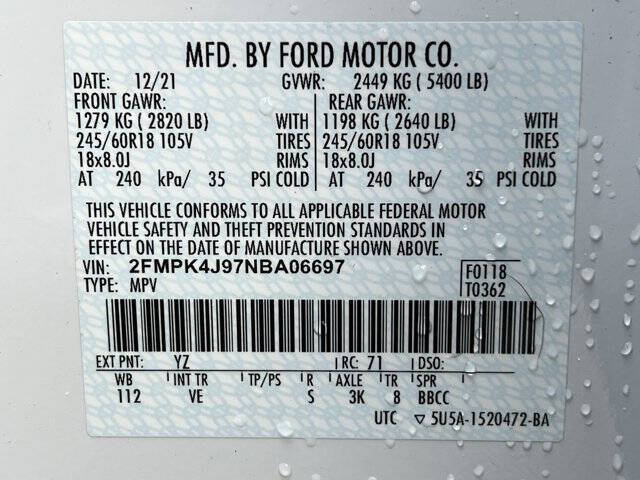 MFD. BY FORD MOTOR CO.
DATE: 12/21 GVWR: 2449 KG ( 5400 LB)
FRONT GAWR: REAR GAWR:
1279 KG ( 2820 LB) WITH 1198 KG ( 2640 LB) WITH
245/60R18 105V TIRES 245/60R18 105V TIRES
18x8.0J RIMS 18x8.0J RIMS
AT 240 kPa/ 35 PSI COLD AT 240 kPa/ 35 PSI COLD
THIS VEHICLE CONFORMS TO ALL APPLICABLE FEDERAL MOTOR
VEHICLE SAFETY AND THEFT PREVENTION STANDARDS
IN EFFECT ON THE DATE OF MANUFACTURE SHOWN ABOVE.
VIN: 2FMPK4J97NBA06697 F0118
TYPE: MPV T0362
EXT PNT: YZ RC: 71 DSO:
WB INT TR TP/PS R AXLE TR SPR
112 VE S 3K 8 BBCC
UTC ▽ 5U5A-1520472-BA